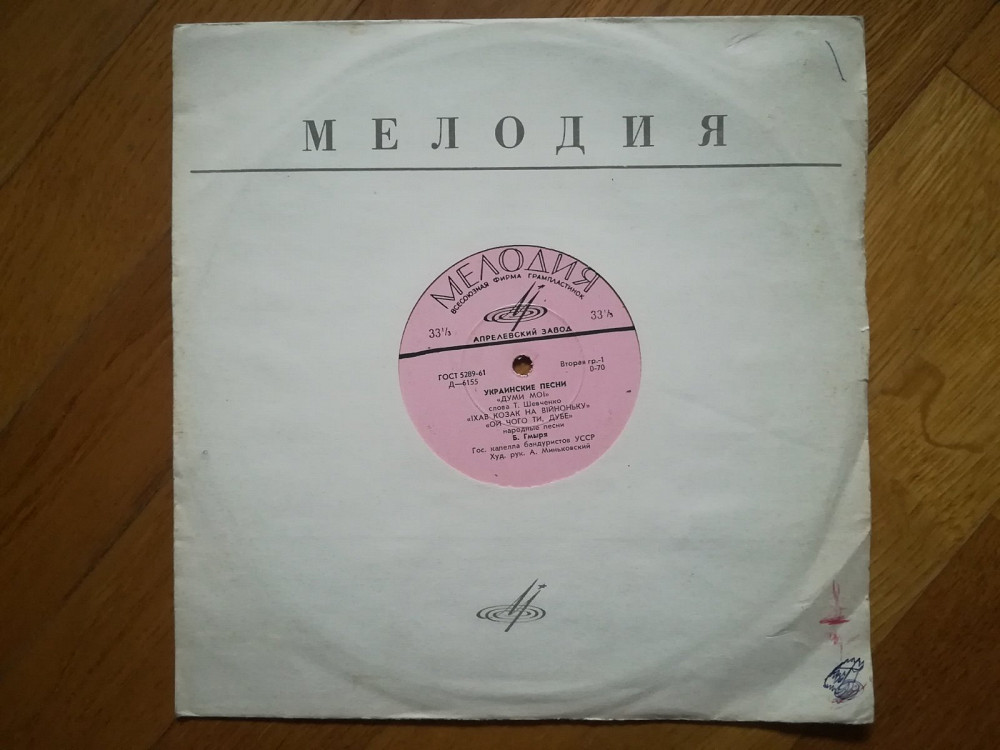 МЕЛОДИЯ
МЕЛОДИЯ
ВСЕСОЮЗНАЯ ФИРМА ГРАМПЛАСТИНОК
33⅓ 33⅓
АПРЕЛЕВСКИЙ ЗАВОД
ГОСТ 5289-61 Вторая гр.-1
Д—6155 0-70
УКРАИНСКИЕ ПЕСНИ
«ДУМИ МОІ»
слова Т. Шевченко
«ІХАВ КОЗАК НА ВІЙНОНЬКУ»
«ОЙ ЧОГО ТИ, ДУБЕ»
народные песни
Б. Гмыря
Гос. капелла бандуристов УССР
Худ. рук. А. Миньковский